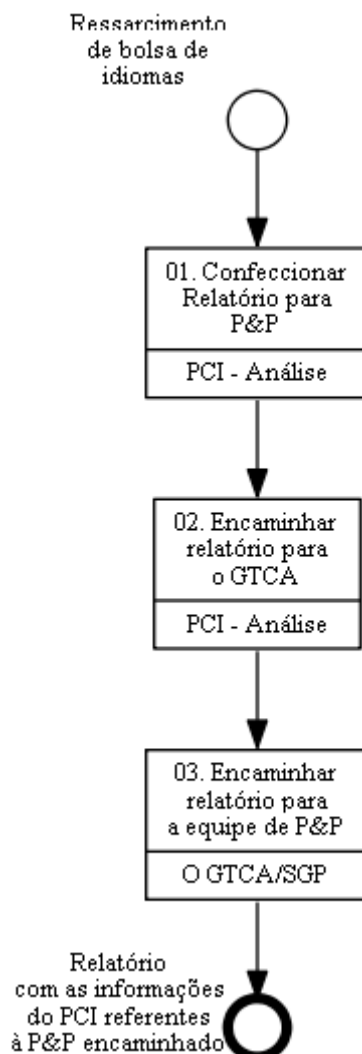 Ressarcimento
de bolsa de
idiomas
01. Confeccionar
Relatório para
P&P
PCI - Análise
02. Encaminhar
relatório para
o GTCA
PCI - Análise
03. Encaminhar
relatório para
a equipe de P&P
O GTCA/SGP
Relatório
com as informações
do PCI referentes
à P&P encaminhado